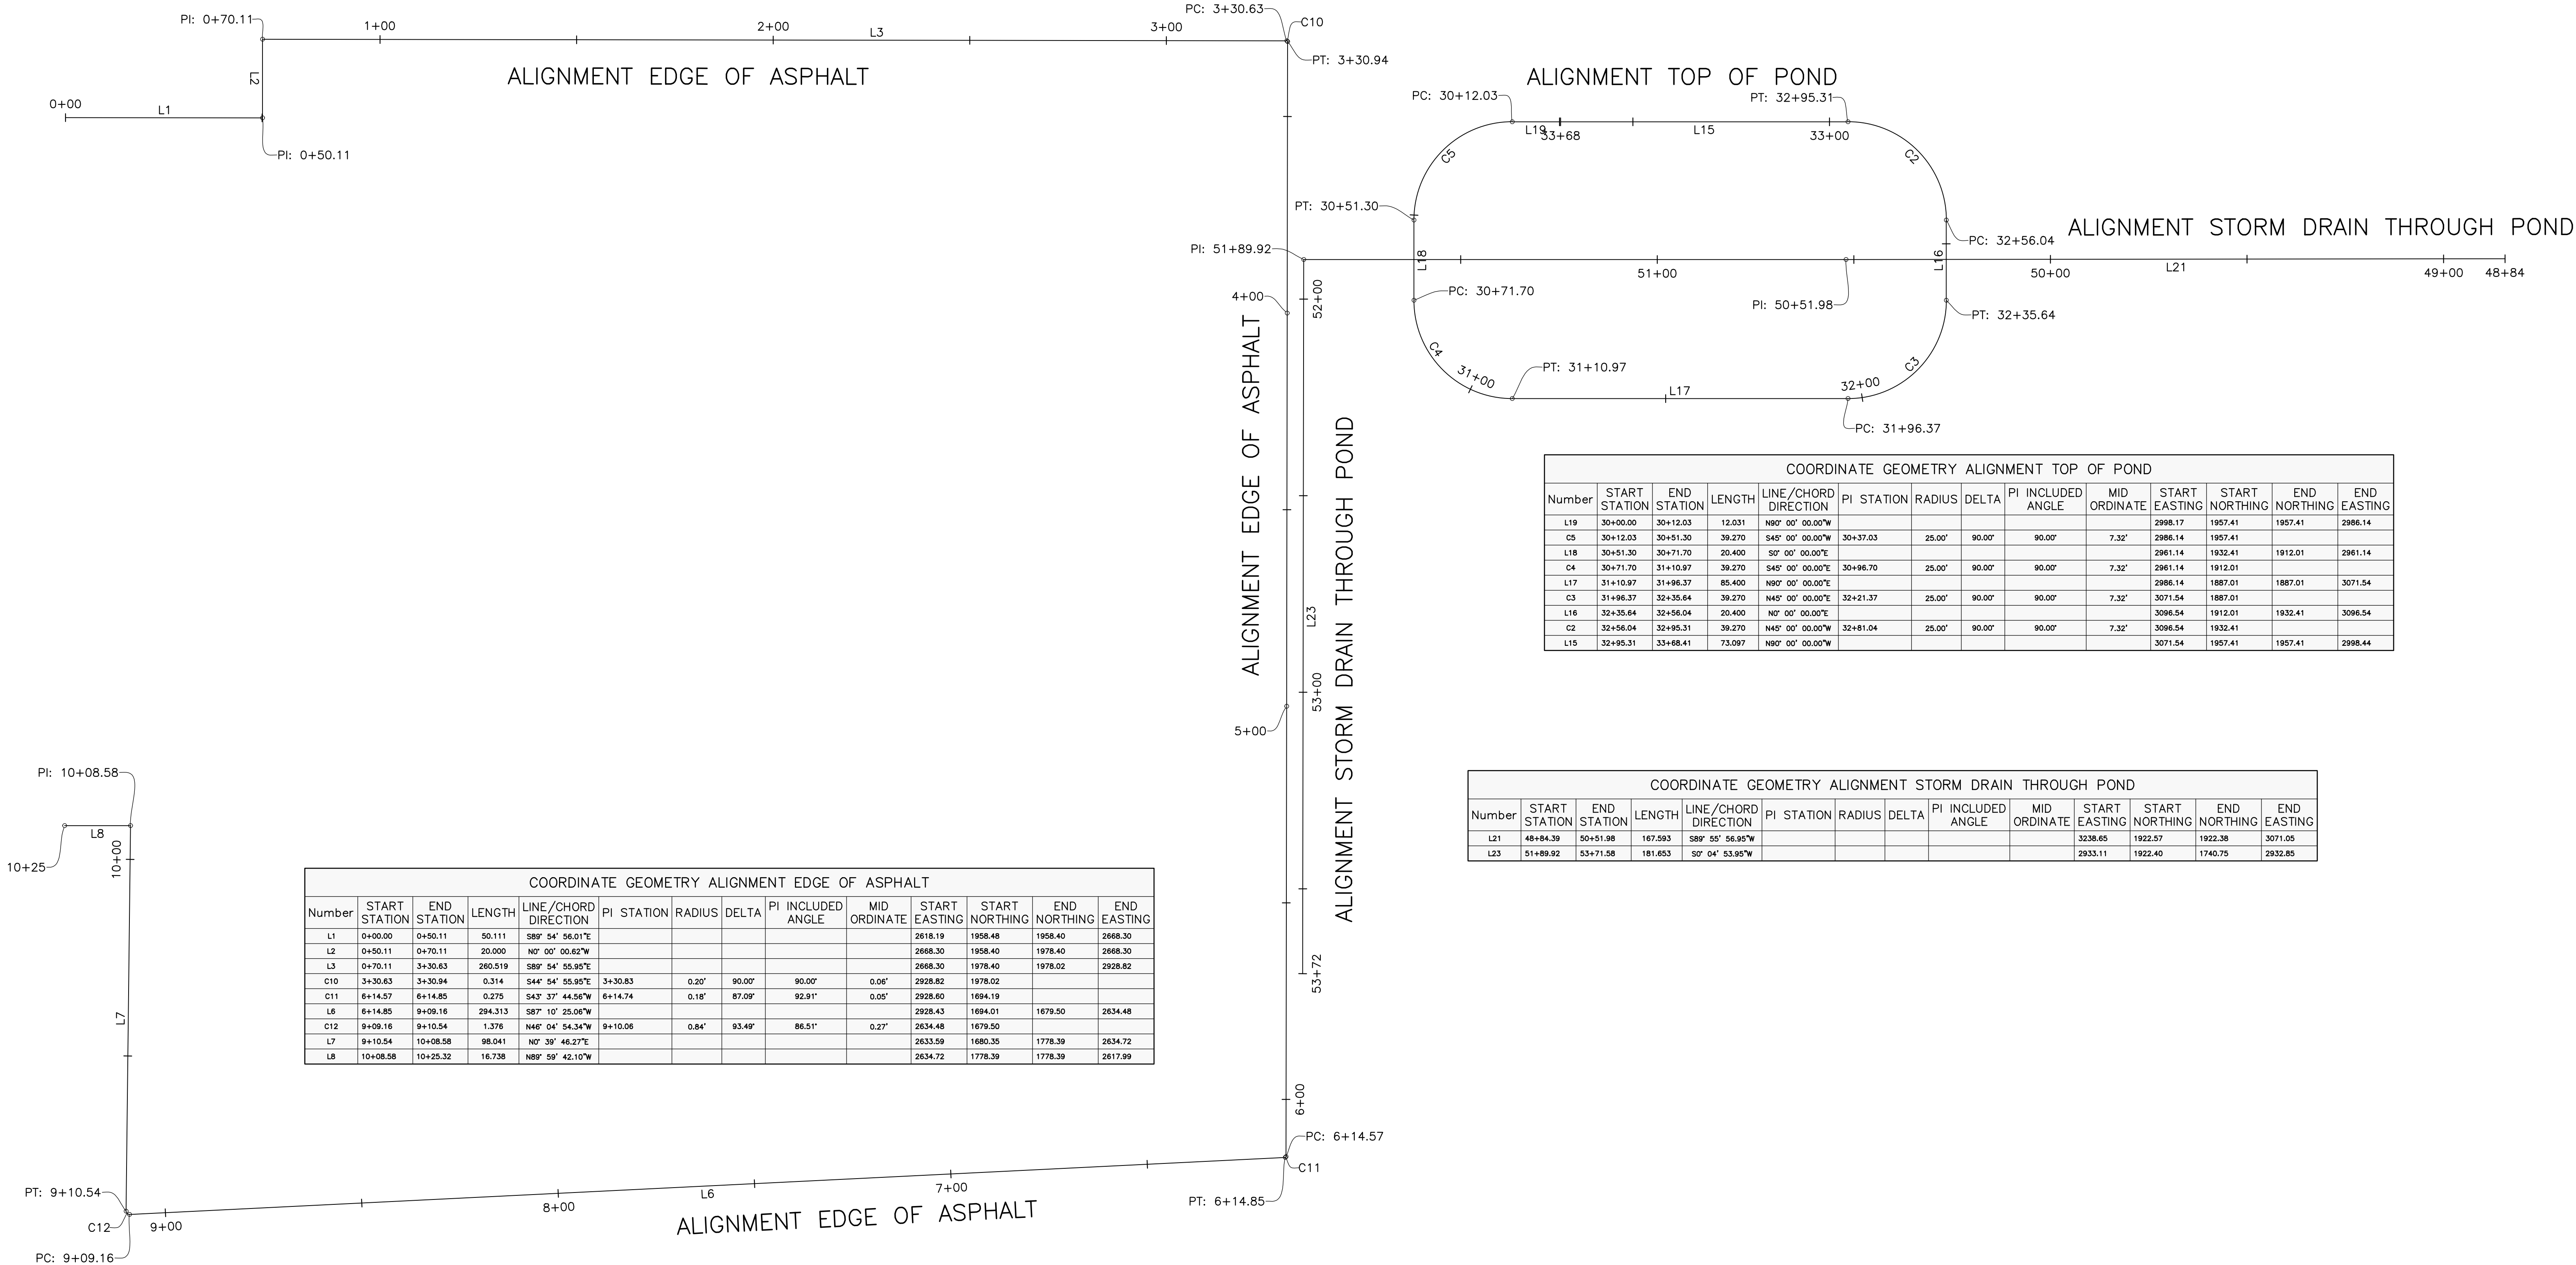 PI: 0+70.11
1+00
2+00
L3
3+00
PC: 3+30.63
C10
PT: 3+30.94
L2
ALIGNMENT EDGE OF ASPHALT
0+00
L1
PI: 0+50.11
ALIGNMENT TOP OF POND
PC: 30+12.03
PT: 32+95.31
L19
33+68
L15
33+00
C5
C2
PT: 30+51.30
PC: 32+56.04
ALIGNMENT STORM DRAIN THROUGH POND
PI: 51+89.92
L18
L16
51+00
50+00
L21
49+00
48+84
PC: 30+71.70
PI: 50+51.98
PT: 32+35.64
4+00
52+00
C4
C3
31+00
PT: 31+10.97
L17
32+00
PC: 31+96.37
ALIGNMENT EDGE OF ASPHALT
ALIGNMENT STORM DRAIN THROUGH POND
L23
53+00
5+00
53+72
COORDINATE GEOMETRY ALIGNMENT TOP OF POND
Number START STATION END STATION LENGTH LINE/CHORD DIRECTION PI STATION RADIUS DELTA PI INCLUDED ANGLE MID ORDINATE START EASTING START NORTHING END NORTHING END EASTING
L19 30+00.00 30+12.03 12.031 N90° 00' 00.00"W 2998.17 1957.41 1957.41 2986.14
C5 30+12.03 30+51.30 39.270 S45° 00' 00.00"W 30+37.03 25.00' 90.00° 90.00° 7.32' 2986.14 1957.41
L18 30+51.30 30+71.70 20.400 S0° 00' 00.00"E 2961.14 1932.41 1912.01 2961.14
C4 30+71.70 31+10.97 39.270 S45° 00' 00.00"E 30+96.70 25.00' 90.00° 90.00° 7.32' 2961.14 1912.01
L17 31+10.97 31+96.37 85.400 N90° 00' 00.00"E 2986.14 1887.01 1887.01 3071.54
C3 31+96.37 32+35.64 39.270 N45° 00' 00.00"E 32+21.37 25.00' 90.00° 90.00° 7.32' 3071.54 1887.01
L16 32+35.64 32+56.04 20.400 N0° 00' 00.00"E 3096.54 1912.01 1932.41 3096.54
C2 32+56.04 32+95.31 39.270 N45° 00' 00.00"W 32+81.04 25.00' 90.00° 90.00° 7.32' 3096.54 1932.41
L15 32+95.31 33+68.41 73.097 N90° 00' 00.00"W 3071.54 1957.41 1957.41 2998.44
COORDINATE GEOMETRY ALIGNMENT STORM DRAIN THROUGH POND
Number START STATION END STATION LENGTH LINE/CHORD DIRECTION PI STATION RADIUS DELTA PI INCLUDED ANGLE MID ORDINATE START EASTING START NORTHING END NORTHING END EASTING
L21 48+84.39 50+51.98 167.593 S89° 55' 56.95"W 3238.65 1922.57 1922.38 3071.05
L23 51+89.92 53+71.58 181.653 S0° 04' 53.95"W 2933.11 1922.40 1740.75 2932.85
PI: 10+08.58
L8
10+25
10+00
L7
COORDINATE GEOMETRY ALIGNMENT EDGE OF ASPHALT
Number START STATION END STATION LENGTH LINE/CHORD DIRECTION PI STATION RADIUS DELTA PI INCLUDED ANGLE MID ORDINATE START EASTING START NORTHING END NORTHING END EASTING
L1 0+00.00 0+50.11 50.111 S89° 54' 56.01"E 2618.19 1958.48 1958.40 2668.30
L2 0+50.11 0+70.11 20.000 N0° 00' 00.62"W 2668.30 1958.40 1978.40 2668.30
L3 0+70.11 3+30.63 260.519 S89° 54' 55.95"E 2668.30 1978.40 1978.02 2928.82
C10 3+30.63 3+30.94 0.314 S44° 54' 55.95"E 3+30.83 0.20' 90.00° 90.00° 0.06' 2928.82 1978.02
C11 6+14.57 6+14.85 0.275 S43° 37' 44.56"W 6+14.74 0.18' 87.09° 92.91° 0.05' 2928.60 1694.19
L6 6+14.85 9+09.16 294.313 S87° 10' 25.06"W 2928.43 1694.01 1679.50 2634.48
C12 9+09.16 9+10.54 1.376 N46° 04' 54.34"W 9+10.06 0.84' 93.49° 86.51° 0.27' 2634.48 1679.50
L7 9+10.54 10+08.58 98.041 N0° 39' 46.27"E 2633.59 1680.35 1778.39 2634.72
L8 10+08.58 10+25.32 16.738 N89° 59' 42.10"W 2634.72 1778.39 1778.39 2617.99
6+00
PC: 6+14.57
C11
PT: 6+14.85
PT: 9+10.54
C12
PC: 9+09.16
9+00
8+00
L6
7+00
ALIGNMENT EDGE OF ASPHALT